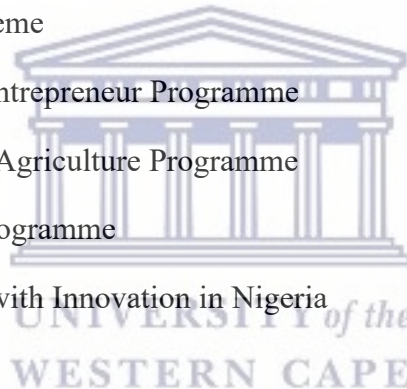 eme
ntrepreneur Programme
Agriculture Programme
ogramme
with Innovation in Nigeria
UNIVERSITY of the
WESTERN CAPE